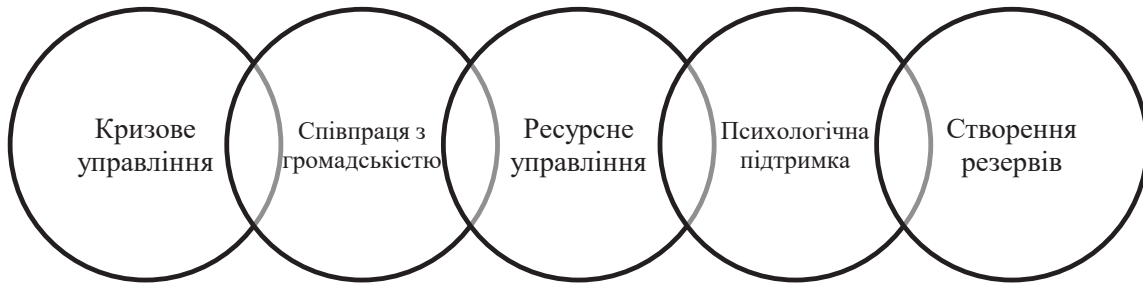 Кризове
управління
Співпраця з
громадськістю
Ресурсне
управління
Психологічна
підтримка
Створення
резервів